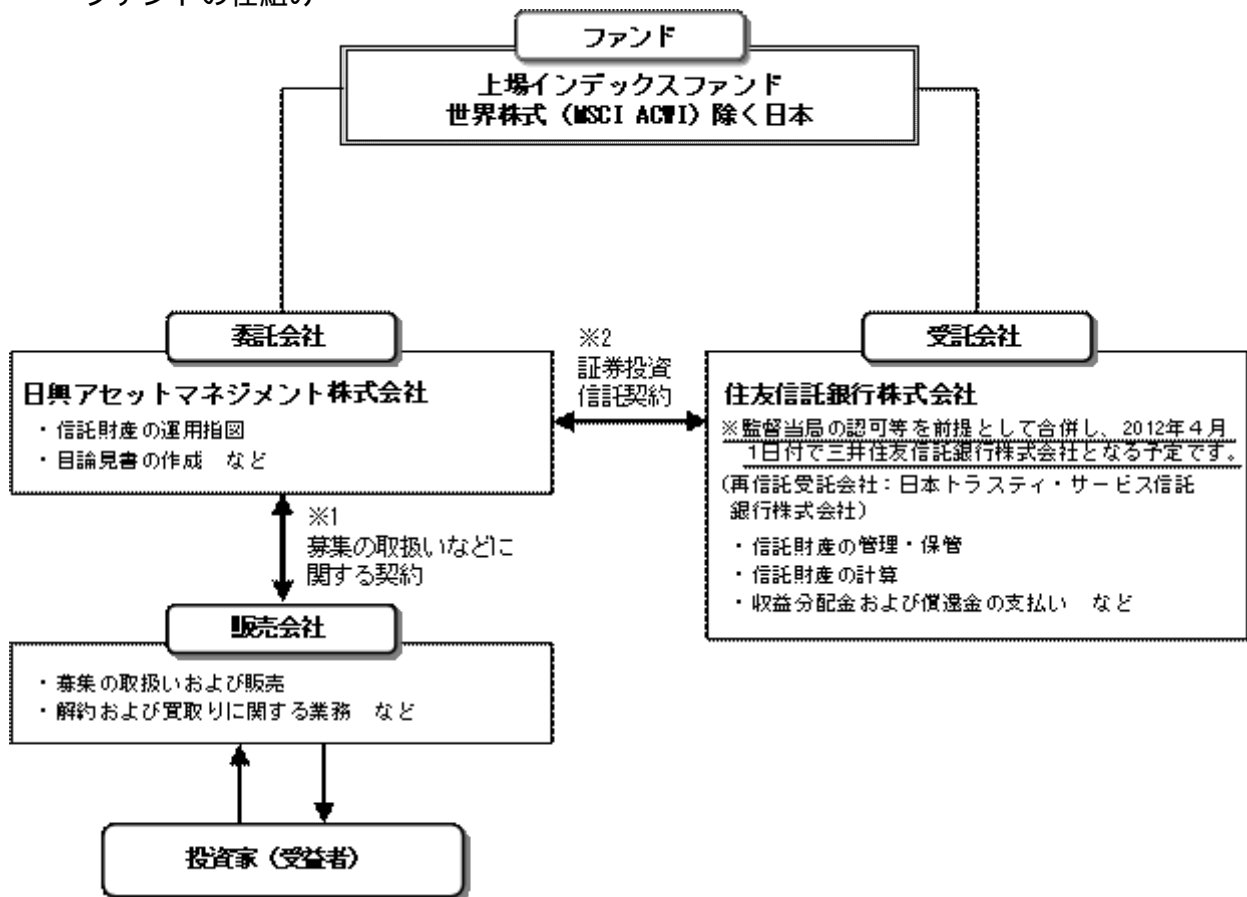 ファンドの仕組み
ファンド
上場インデックスファンド
世界株式（MSCI ACWI）除く日本
委託会社
日興アセットマネジメント株式会社
・信託財産の運用指図
・目論見書の作成　など
※2
証券投資
信託契約
受託会社
住友信託銀行株式会社
※監督当局の認可等を前提として合併し、2012年４月
1日付で三井住友信託銀行株式会社となる予定です。
（再信託受託会社：日本トラスティ・サービス信託
銀行株式会社）
・信託財産の管理・保管
・信託財産の計算
・収益分配金および償還金の支払い　など
※1
募集の取扱いなどに
関する契約
販売会社
・募集の取扱いおよび販売
・解約および買取りに関する業務　など
投資家（受益者）